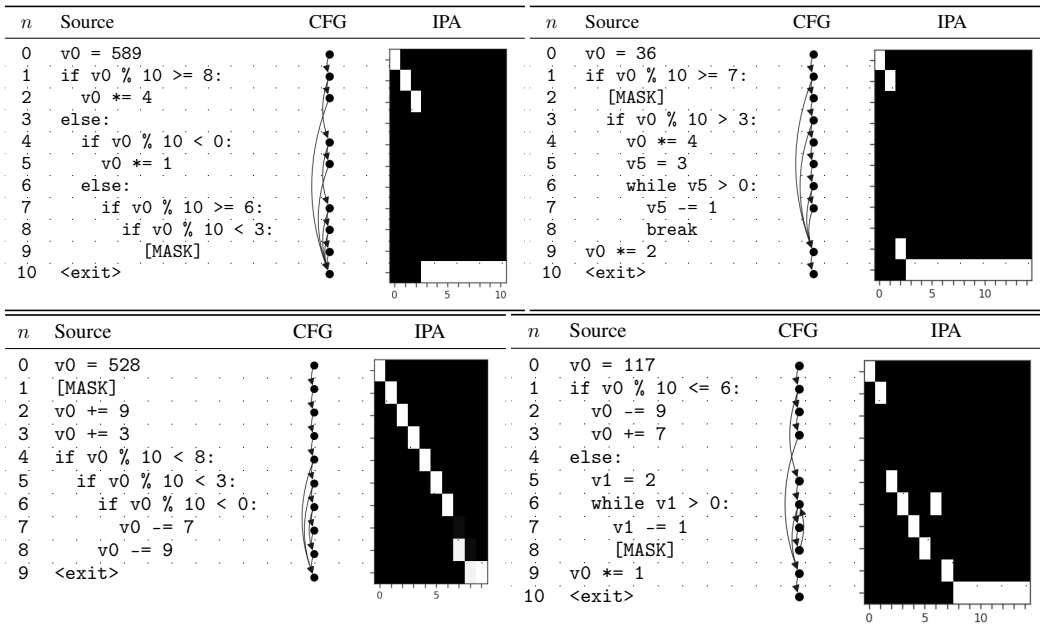 n Source CFG IPA
0 v0 = 589
1 if v0 % 10 >= 8:
2 v0 *= 4
3 else:
4 if v0 % 10 < 0:
5 v0 *= 1
6 else:
7 if v0 % 10 >= 6:
8 if v0 % 10 < 3:
9 [MASK]
10 <exit>
0 5 10
n Source CFG IPA
0 v0 = 36
1 if v0 % 10 >= 7:
2 [MASK]
3 if v0 % 10 > 3:
4 v0 *= 4
5 v5 = 3
6 while v5 > 0:
7 v5 -= 1
8 break
9 v0 *= 2
10 <exit>
0 5 10
n Source CFG IPA
0 v0 = 528
1 [MASK]
2 v0 += 9
3 v0 += 3
4 if v0 % 10 < 8:
5 if v0 % 10 < 3:
6 if v0 % 10 < 0:
7 v0 -= 7
8 v0 -= 9
9 <exit>
0 5
n Source CFG IPA
0 v0 = 117
1 if v0 % 10 <= 6:
2 v0 -= 9
3 v0 += 7
4 else:
5 v1 = 2
6 while v1 > 0:
7 v1 -= 1
8 [MASK]
9 v0 *= 1
10 <exit>
0 5 10